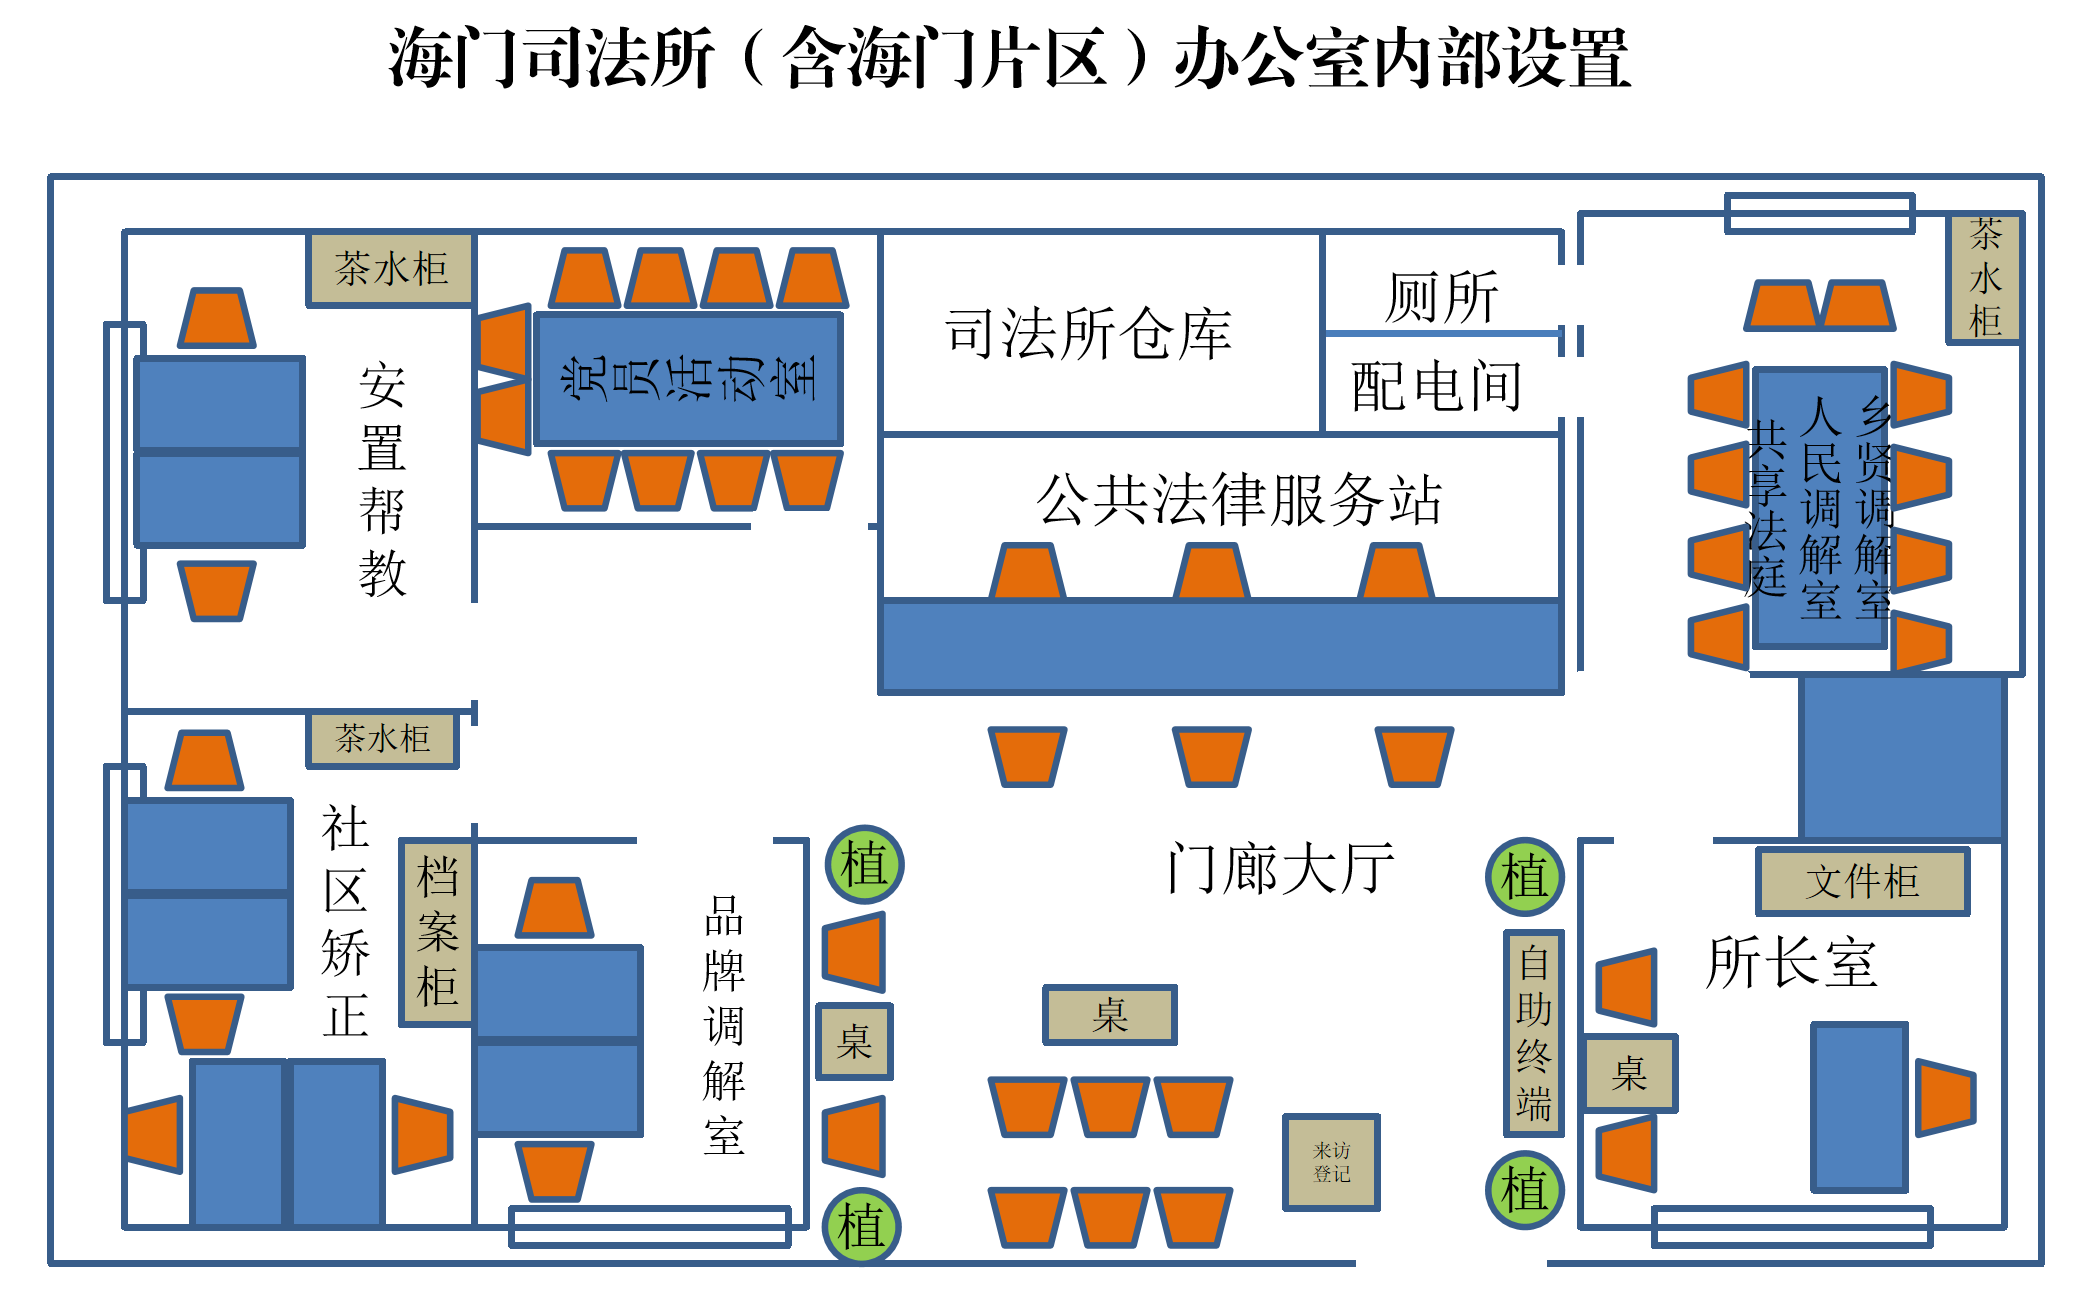 海门司法所（含海门片区）办公室内部设置
茶水柜
安置帮教
党员活动室
司法所仓库
厕所
配电间
公共法律服务站
茶水柜
共享法庭
人民调解室
乡贤调解室
茶水柜
社区矫正
档案柜
品牌调解室
植
桌
植
门廊大厅
桌
来访
登记
植
自助终端
植
文件柜
所长室
桌